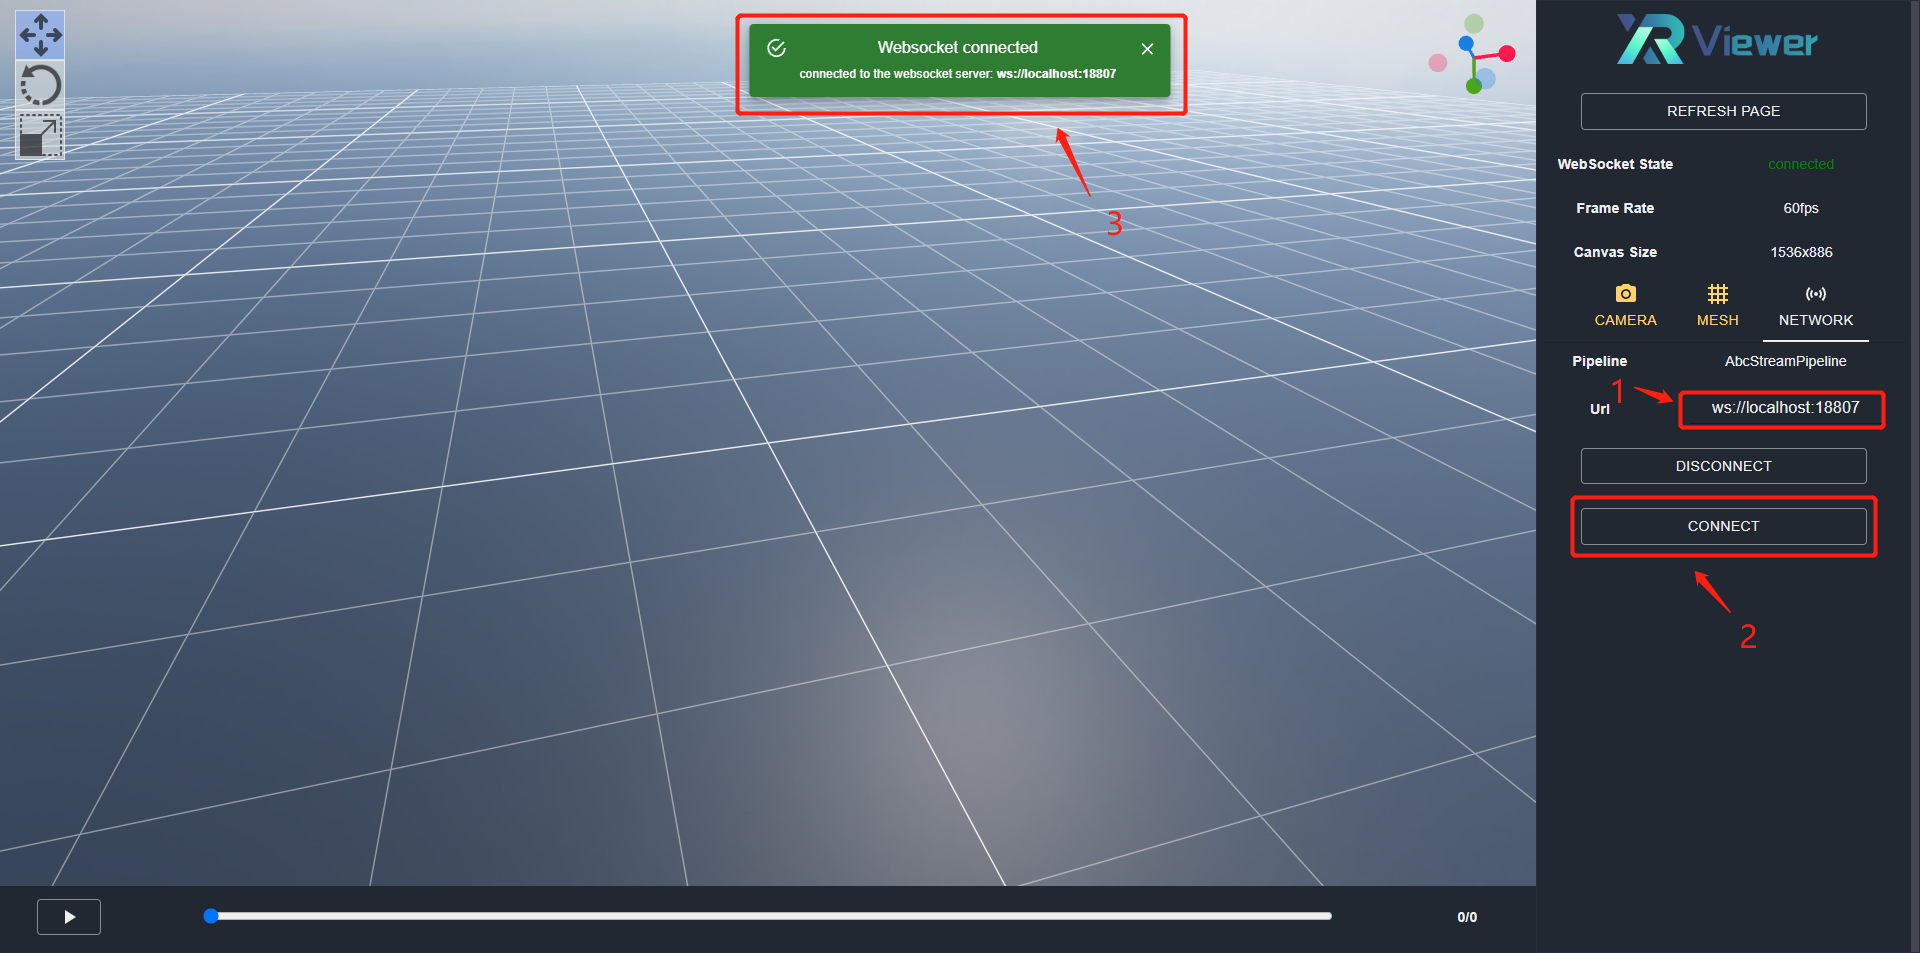 Websocket connected
connected to the websocket server: ws://localhost:18807
3
XR Viewer
REFRESH PAGE
WebSocket State connected
Frame Rate 60fps
Canvas Size 1536x886
CAMERA MESH NETWORK
Pipeline AbcStreamPipeline
1
Url ws://localhost:18807
DISCONNECT
CONNECT
2
0/0